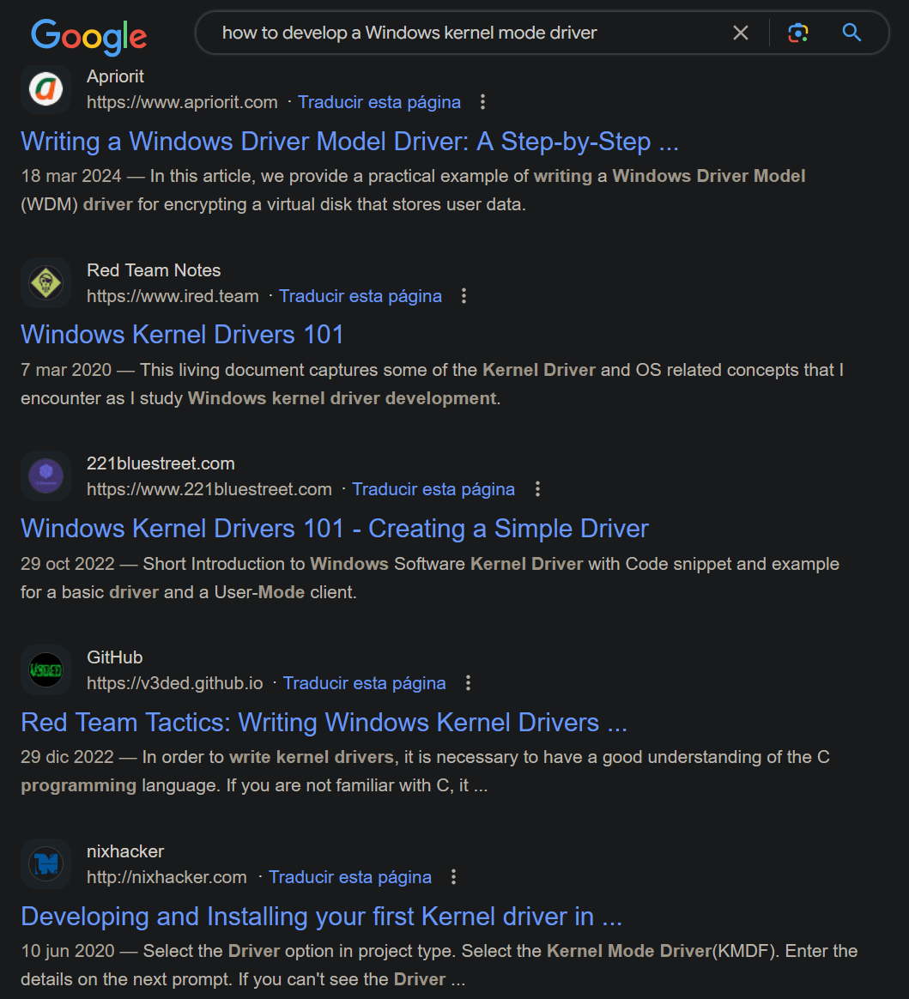 Google
how to develop a Windows kernel mode driver
Apriorit
https://www.apriorit.com · Traducir esta página
Writing a Windows Driver Model Driver: A Step-by-Step ...
18 mar 2024 — In this article, we provide a practical example of writing a Windows Driver Model
(WDM) driver for encrypting a virtual disk that stores user data.
Red Team Notes
https://www.ired.team · Traducir esta página
Windows Kernel Drivers 101
7 mar 2020 — This living document captures some of the Kernel Driver and OS related concepts that I
encounter as I study Windows kernel driver development.
221bluestreet.com
https://www.221bluestreet.com · Traducir esta página
Windows Kernel Drivers 101 - Creating a Simple Driver
29 oct 2022 — Short Introduction to Windows Software Kernel Driver with Code snippet and example
for a basic driver and a User-Mode client.
V3DED
GitHub
https://v3ded.github.io · Traducir esta página
Red Team Tactics: Writing Windows Kernel Drivers ...
29 dic 2022 — In order to write kernel drivers, it is necessary to have a good understanding of the C
programming language. If you are not familiar with C, it ...
nixhacker
http://nixhacker.com · Traducir esta página
Developing and Installing your first Kernel driver in ...
10 jun 2020 — Select the Driver option in project type. Select the Kernel Mode Driver(KMDF). Enter the
details on the next prompt. If you can't see the Driver ...